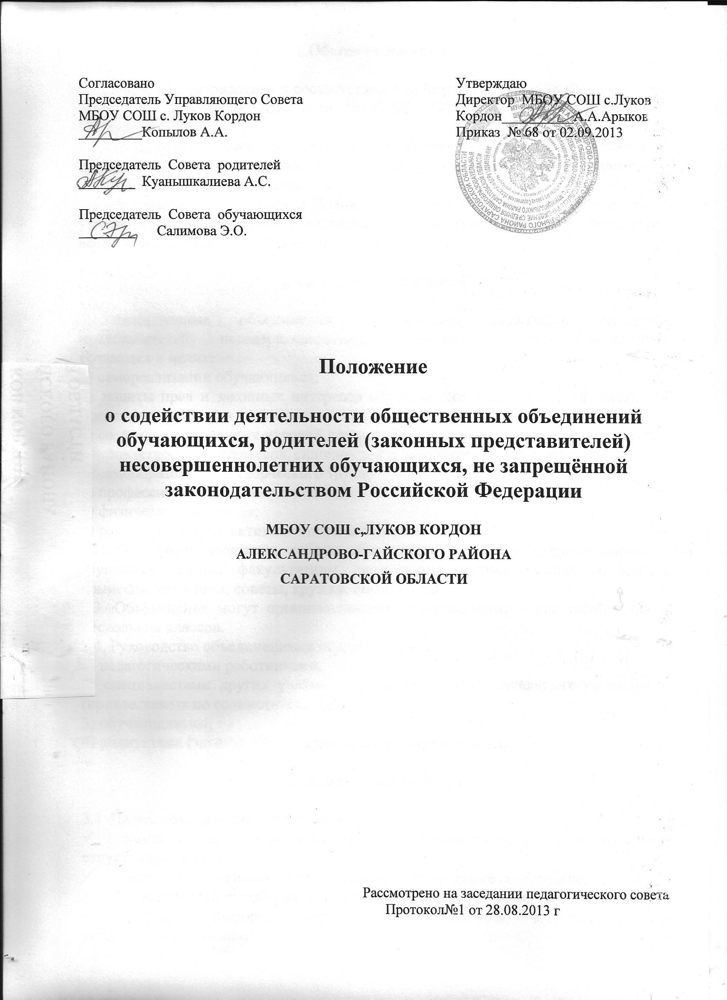 Согласовано
Председатель Управляющего Совета
МБОУ СОШ с. Луков Кордон
_________Копылов А.А.
Председатель Совета родителей
________ Куанышкалиева А.С.
Председатель Совета обучающихся
________ Салимова Э.О.
Утверждаю
Директор МБОУ СОШ с.Луков
Кордон__________А.А.Арыков
Приказ № 68 от 02.09.2013
Положение
о содействии деятельности общественных объединений
обучающихся, родителей (законных представителей)
несовершеннолетних обучающихся, не запрещённой
законодательством Российской Федерации
МБОУ СОШ с,ЛУКОВ КОРДОН
АЛЕКСАНДРОВО-ГАЙСКОГО РАЙОНА
САРАТОВСКОЙ ОБЛАСТИ
Рассмотрено на заседании педагогического совета
Протокол№1 от 28.08.2013 г